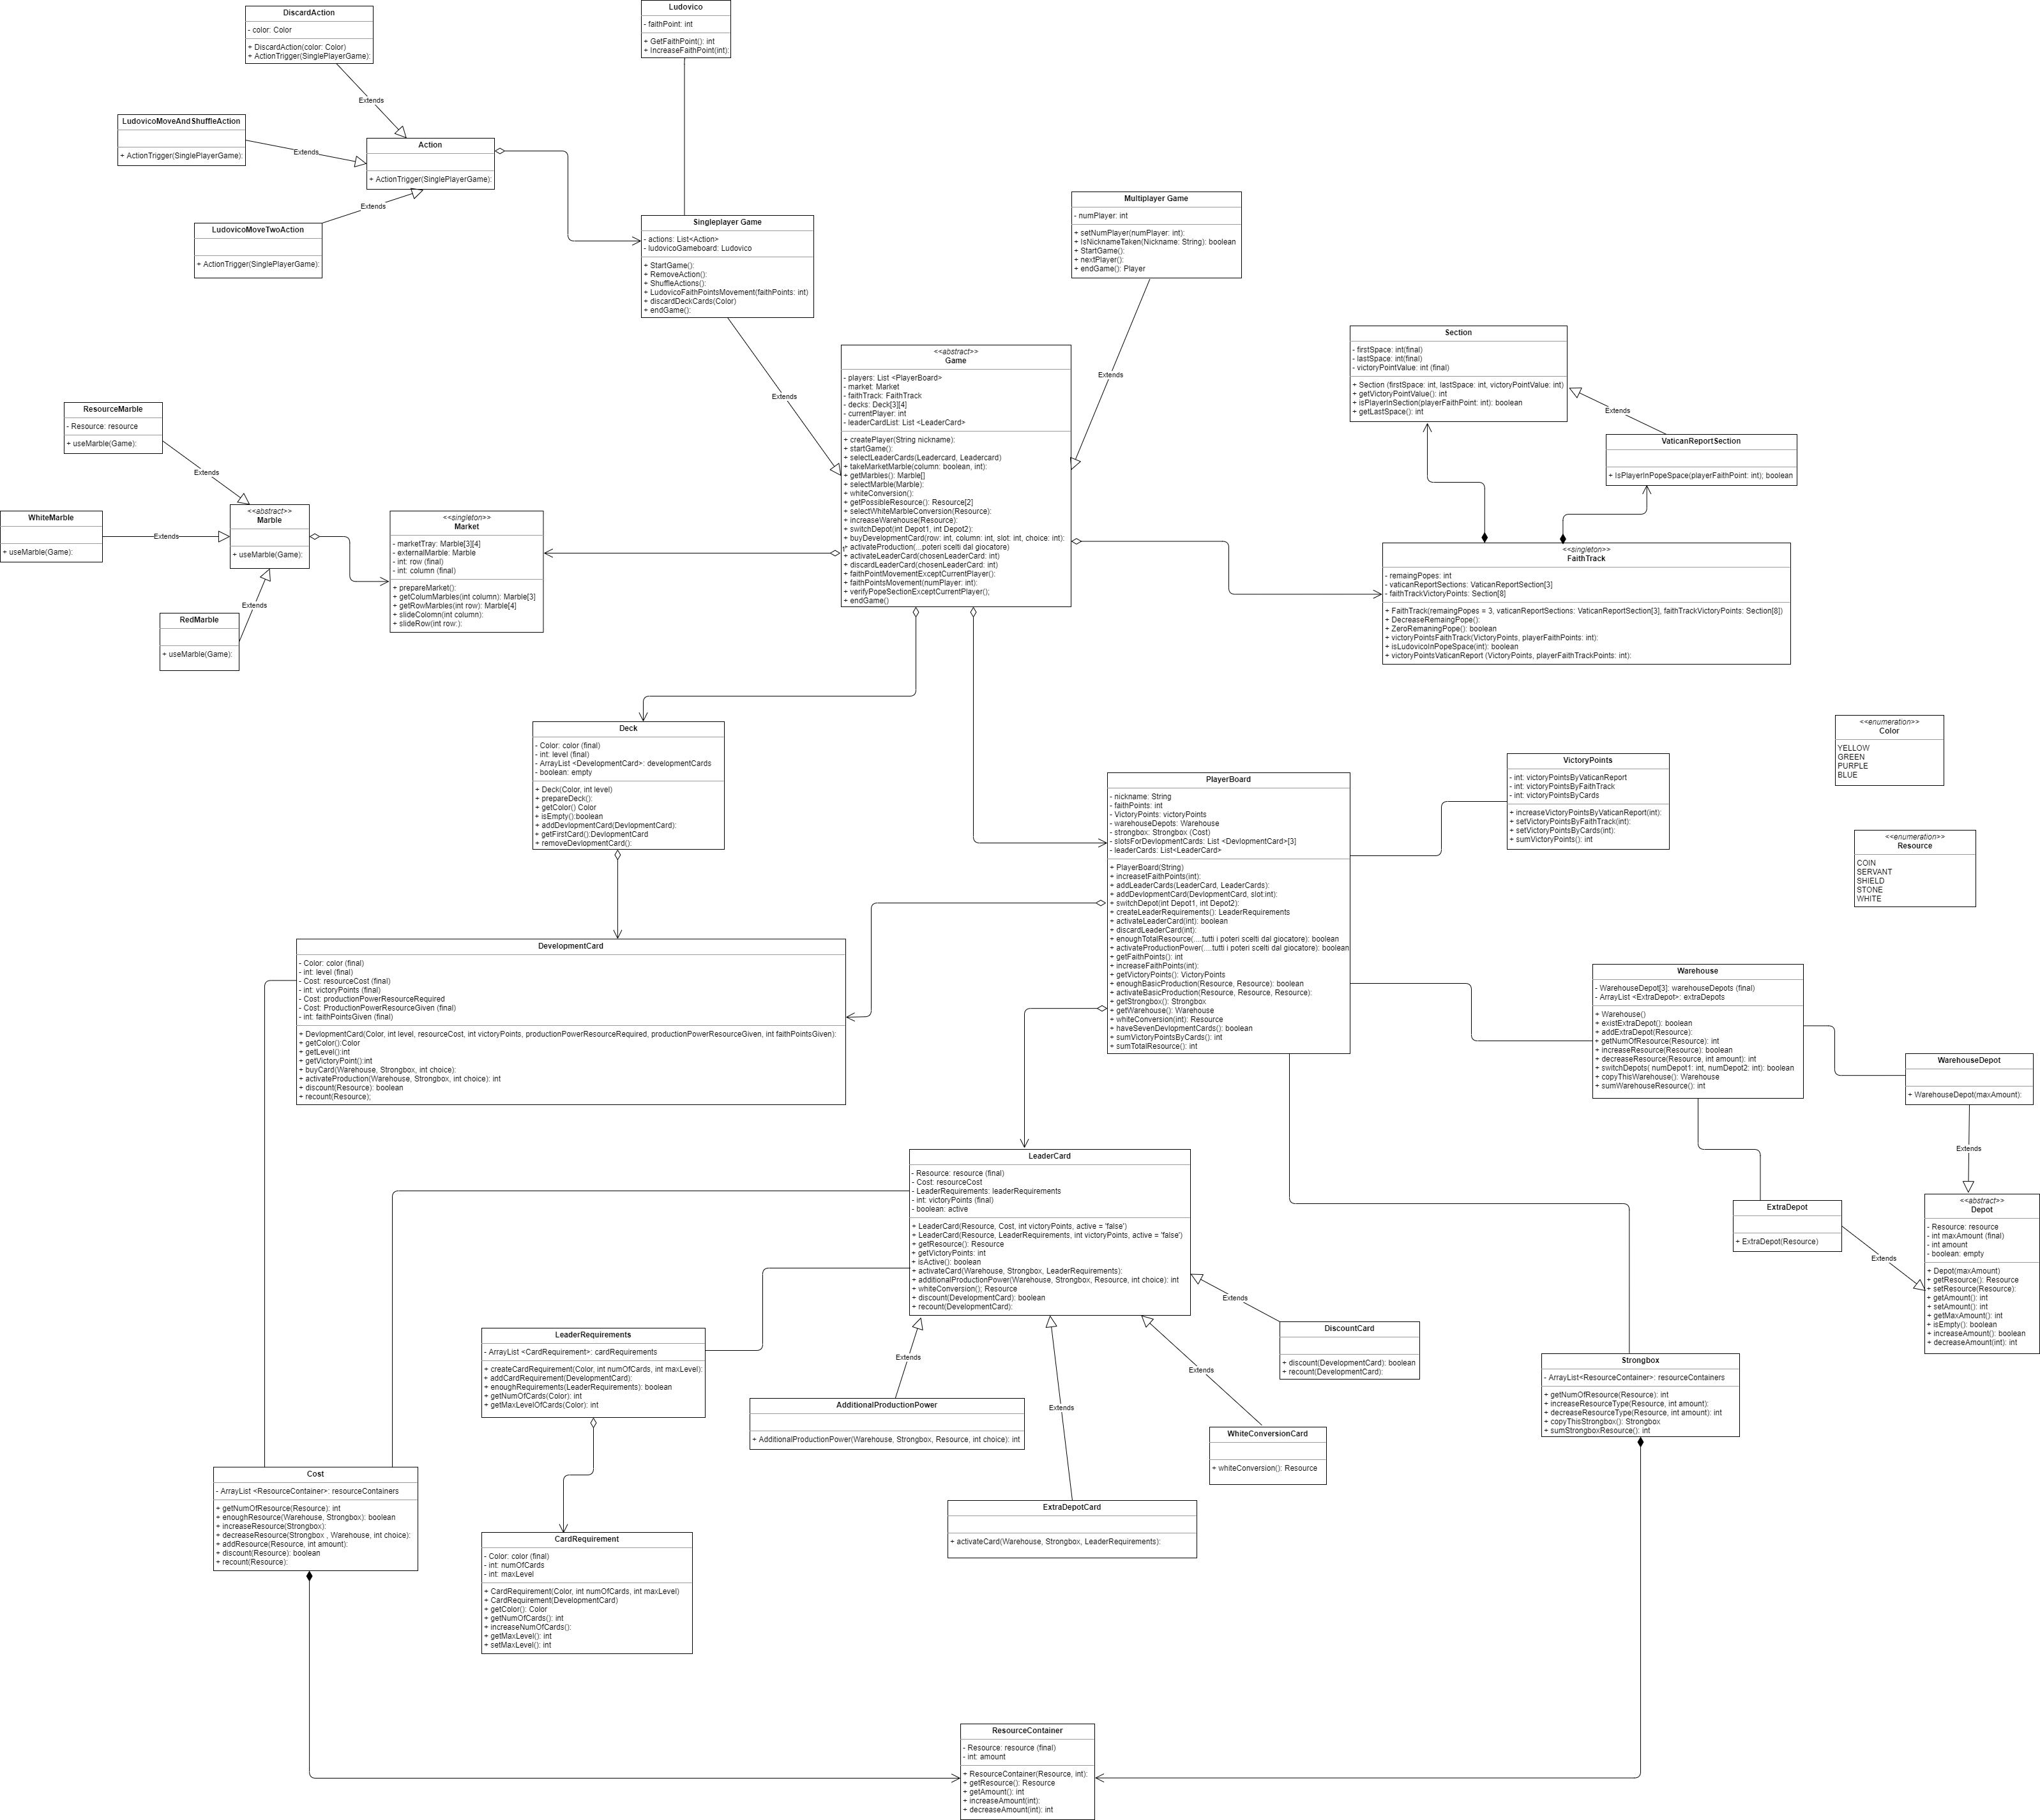 DiscardAction
- color: Color
+ DiscardAction(color: Color)
+ ActionTrigger(SinglePlayerGame):
Ludovico
- faithPoint: int
+ GetFaithPoint(): int
+ IncreaseFaithPoint(int):
Extends
LudovicoMoveAndShuffleAction
+ ActionTrigger(SinglePlayerGame):
Extends
Action
+ ActionTrigger(SinglePlayerGame):
Extends
LudovicoMoveTwoAction
+ ActionTrigger(SinglePlayerGame):
Singleplayer Game
- actions: List<Action>
- ludovicoGameboard: Ludovico
+ StartGame():
+ RemoveAction():
+ ShuffleActions():
+ LudovicoFaithPointsMovement(faithPoints: int)
+ discardDeckCards(Color)
+ endGame():
Multiplayer Game
- numPlayer: int
+ setNumPlayer(numPlayer: int):
+ IsNicknameTaken(Nickname: String): boolean
+ StartGame():
+ nextPlayer():
+ endGame(): Player
Extends
Extends
<<abstract>>
Game
- players: List <PlayerBoard>
- market: Market
- faithTrack: FaithTrack
- decks: Deck[3][4]
- currentPlayer: int
- leaderCardList: List <LeaderCard>
+ createPlayer(String nickname):
+ startGame():
+ selectLeaderCards(Leadercard, Leadercard)
+ takeMarketMarble(column: boolean, int):
+ getMarbles(): Marble[]
+ selectMarble(Marble):
+ whiteConversion():
+ getPossibleResource(): Resource[2]
+ selectWhiteMarbleConversion(Resource):
+ increaseWarehouse(Resource):
+ switchDepot(int Depot1, int Depot2):
+ buyDevelopmentCard(row: int, column: int, slot: int, choice: int):
1
+ activateProduction(...poteri scelti dal giocatore)
+ activateLeaderCard(chosenLeaderCard: int)
+ discardLeaderCard(chosenLeaderCard: int)
+ faithPointMovementExceptCurrentPlayer():
+ faithPointsMovement(numPlayer: int):
+ verifyPopeSectionExceptCurrentPlayer();
+ endGame()
Section
- firstSpace: int(final)
- lastSpace: int(final)
- victoryPointValue: int (final)
+ Section (firstSpace: int, lastSpace: int, victoryPointValue: int)
+ getVictoryPointValue(): int
+ isPlayerInSection(playerFaithPoint: int): boolean
+ getLastSpace(): int
Extends
VaticanReportSection
+ IsPlayerInPopeSpace(playerFaithPoint: int); boolean
<<singleton>>
FaithTrack
- remaingPopes: int
- vaticanReportSections: VaticanReportSection[3]
- faithTrackVictoryPoints: Section[8]
+ FaithTrack(remaingPopes = 3, vaticanReportSections: VaticanReportSection[3], faithTrackVictoryPoints: Section[8])
+ DecreaseRemaingPope():
+ ZeroRemaningPope(): boolean
+ victoryPointsFaithTrack(VictoryPoints, playerFaithPoints: int):
+ isLudovicoInPopeSpace(int): boolean
+ victoryPointsVaticanReport (VictoryPoints, playerFaithTrackPoints: int):
ResourceMarble
- Resource: resource
+ useMarble(Game):
Extends
WhiteMarble
+ useMarble(Game):
Extends
<<abstract>>
Marble
+ useMarble(Game):
Extends
RedMarble
+ useMarble(Game):
<<singleton>>
Market
- marketTray: Marble[3][4]
- externalMarble: Marble
- int: row (final)
- int: column (final)
+ prepareMarket():
+ getColumMarbles(int column): Marble[3]
+ getRowMarbles(int row): Marble[4]
+ slideColomn(int column):
+ slideRow(int row:):
Deck
- Color: color (final)
- int: level (final)
- ArrayList <DevelopmentCard>: developmentCards
- boolean: empty
+ Deck(Color, int level)
+ prepareDeck():
+ getColor() Color
+ isEmpty():boolean
+ addDevlopmentCard(DevlopmentCard):
+ getFirstCard():DevlopmentCard
+ removeDevlopmentCard():
PlayerBoard
- nickname: String
- faithPoints: int
- VictoryPoints: victoryPoints
- warehouseDepots: Warehouse
- strongbox: Strongbox (Cost)
- slotsForDevlopmentCards: List <DevlopmentCard>[3]
- leaderCards: List<LeaderCard>
+ PlayerBoard(String)
+ increasetFaithPoints(int):
+ addLeaderCards(LeaderCard, LeaderCards):
+ addDevlopmentCard(DevlopmentCard, slot:int):
+ switchDepot(int Depot1, int Depot2):
+ createLeaderRequirements(): LeaderRequirements
+ activateLeaderCard(int): boolean
+ discardLeaderCard(int):
+ enoughTotalResource(....tutti i poteri scelti dal giocatore): boolean
+ activateProductionPower(....tutti i poteri scelti dal giocatore): boolean
+ getFaithPoints(): int
+ increaseFaithPoints(int):
+ getVictoryPoints(): VictoryPoints
+ enoughBasicProduction(Resource, Resource): boolean
+ activateBasicProduction(Resource, Resource, Resource):
+ getStrongbox(): Strongbox
+ getWarehouse(): Warehouse
+ whiteConversion(int): Resource
+ haveSevenDevlopmentCards(): boolean
+ sumVictoryPointsByCards(): int
+ sumTotalResource(): int
VictoryPoints
- int: victoryPointsByVaticanReport
- int: victoryPointsByFaithTrack
- int: victoryPointsByCards
+ increaseVictoryPointsByVaticanReport(int):
+ setVictoryPointsByFaithTrack(int):
+ setVictoryPointsByCards(int):
+ sumVictoryPoints(): int
<<enumeration>>
Color
YELLOW
GREEN
PURPLE
BLUE
<<enumeration>>
Resource
COIN
SERVANT
SHIELD
STONE
WHITE
DevelopmentCard
- Color: color (final)
- int: level (final)
- Cost: resourceCost (final)
- int: victoryPoints (final)
- Cost: productionPowerResourceRequired
- Cost: ProductionPowerResourceGiven (final)
- int: faithPointsGiven (final)
+ DevlopmentCard(Color, int level, resourceCost, int victoryPoints, productionPowerResourceRequired, productionPowerResourceGiven, int faithPointsGiven):
+ getColor():Color
+ getLevel():int
+ getVictoryPoint():int
+ buyCard(Warehouse, Strongbox, int choice):
+ activateProduction(Warehouse, Strongbox, int choice): int
+ discount(Resource): boolean
+ recount(Resource);
Warehouse
- WarehouseDepot[3]: warehouseDepots (final)
- ArrayList <ExtraDepot>: extraDepots
+ Warehouse()
+ existExtraDepot(): boolean
+ addExtraDepot(Resource):
+ getNumOfResource(Resource): int
+ increaseResource(Resource): boolean
+ decreaseResource(Resource, int amount): int
+ switchDepots( numDepot1: int, numDepot2: int): boolean
+ copyThisWarehouse(): Warehouse
+ sumWarehouseResource(): int
WarehouseDepot
+ WarehouseDepot(maxAmount):
Extends
ExtraDepot
+ ExtraDepot(Resource)
Extends
<<abstract>>
Depot
- Resource: resource
- int maxAmount (final)
- int amount
- boolean: empty
+ Depot(maxAmount)
+ getResource(): Resource
+ setResource(Resource):
+ getAmount(): int
+ setAmount(): int
+ getMaxAmount(): int
+ isEmpty(): boolean
+ increaseAmount(): boolean
+ decreaseAmount(int): int
LeaderCard
- Resource: resource (final)
- Cost: resourceCost
- LeaderRequirements: leaderRequirements
- int: victoryPoints (final)
- boolean: active
+ LeaderCard(Resource, Cost, int victoryPoints, active = 'false')
+ LeaderCard(Resource, LeaderRequirements, int victoryPoints, active = 'false')
+ getResource(): Resource
+ getVictoryPoints: int
+ isActive(): boolean
+ activateCard(Warehouse, Strongbox, LeaderRequirements):
+ additionalProductionPower(Warehouse, Strongbox, Resource, int choice): int
+ whiteConversion(); Resource
+ discount(DevelopmentCard): boolean
+ recount(DevelopmentCard):
Extends
DiscountCard
+ discount(DevelopmentCard): boolean
+ recount(DevelopmentCard):
LeaderRequirements
- ArrayList <CardRequirement>: cardRequirements
+ createCardRequirement(Color, int numOfCards, int maxLevel):
+ addCardRequirement(DevelopmentCard):
+ enoughRequirements(LeaderRequirements): boolean
+ getNumOfCards(Color): int
+ getMaxLevelOfCards(Color): int
Extends
AdditionalProductionPower
+ AdditionalProductionPower(Warehouse, Strongbox, Resource, int choice): int
Extends
Extends
WhiteConversionCard
+ whiteConversion(): Resource
Strongbox
- ArrayList<ResourceContainer>: resourceContainers
+ getNumOfResource(Resource): int
+ increaseResourceType(Resource, int amount):
+ decreaseResourceType(Resource, int amount): int
+ copyThisStrongbox(): Strongbox
+ sumStrongboxResource(): int
Cost
- ArrayList <ResourceContainer>: resourceContainers
+ getNumOfResource(Resource): int
+ enoughResource(Warehouse, Strongbox): boolean
+ increaseResource(Strongbox):
+ decreaseResource(Strongbox , Warehouse, int choice):
+ addResource(Resource, int amount):
+ discount(Resource): boolean
+ recount(Resource):
ExtraDepotCard
+ activateCard(Warehouse, Strongbox, LeaderRequirements):
CardRequirement
- Color: color (final)
- int: numOfCards
- int: maxLevel
+ CardRequirement(Color, int numOfCards, int maxLevel)
+ CardRequirement(DevelopmentCard)
+ getColor(): Color
+ getNumOfCards(): int
+ increaseNumOfCards():
+ getMaxLevel(): int
+ setMaxLevel(): int
ResourceContainer
- Resource: resource (final)
- int: amount
+ ResourceContainer(Resource, int):
+ getResource(): Resource
+ getAmount(): int
+ increaseAmount(int):
+ decreaseAmount(int): int